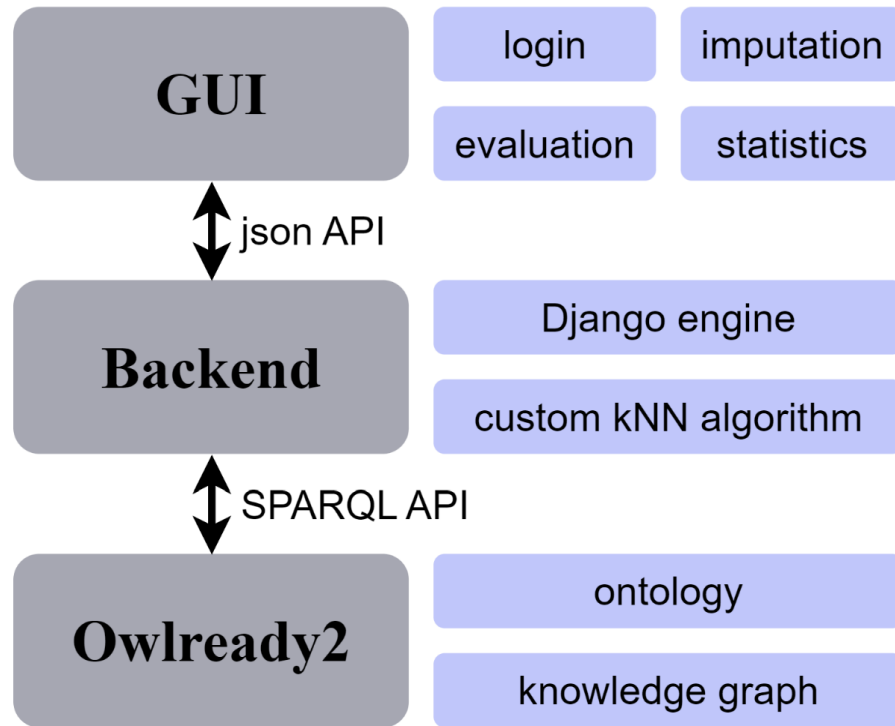 GUI
login
imputation
evaluation
statistics
json API
Backend
Django engine
custom kNN algorithm
SPARQL API
Owlready2
ontology
knowledge graph